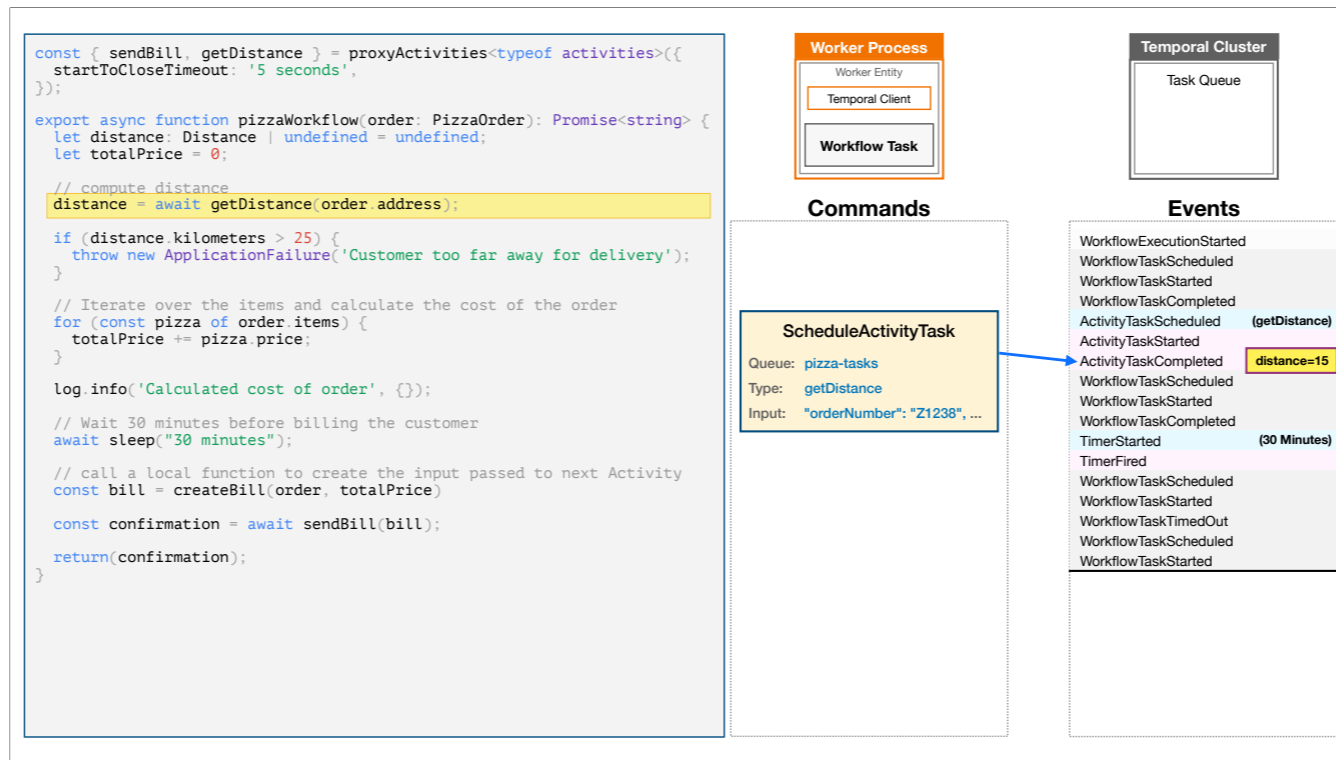 const { sendBill, getDistance } = proxyActivities<typeof activities>({
  startToCloseTimeout: '5 seconds',
});
export async function pizzaWorkflow(order: PizzaOrder): Promise<string> {
  let distance: Distance | undefined = undefined;
  let totalPrice = 0;
  // compute distance
  distance = await getDistance(order.address);
  if (distance.kilometers > 25) {
    throw new ApplicationFailure('Customer too far away for delivery');
  }
  // Iterate over the items and calculate the cost of the order
  for (const pizza of order.items) {
    totalPrice += pizza.price;
  }
  log.info('Calculated cost of order', {});
  // Wait 30 minutes before billing the customer
  await sleep("30 minutes");
  // call a local function to create the input passed to next Activity
  const bill = createBill(order, totalPrice)
  const confirmation = await sendBill(bill);
  return(confirmation);
}
Worker Process
Worker Entity
Temporal Client
Workflow Task
Commands
ScheduleActivityTask
Queue: pizza-tasks
Type: getDistance
Input: "orderNumber": "Z1238", ...
Temporal Cluster
Task Queue
Events
WorkflowExecutionStarted
WorkflowTaskScheduled
WorkflowTaskStarted
WorkflowTaskCompleted
ActivityTaskScheduled (getDistance)
ActivityTaskStarted
ActivityTaskCompleted distance=15
WorkflowTaskScheduled
WorkflowTaskStarted
WorkflowTaskCompleted
TimerStarted (30 Minutes)
TimerFired
WorkflowTaskScheduled
WorkflowTaskStarted
WorkflowTaskTimedOut
WorkflowTaskScheduled
WorkflowTaskStarted